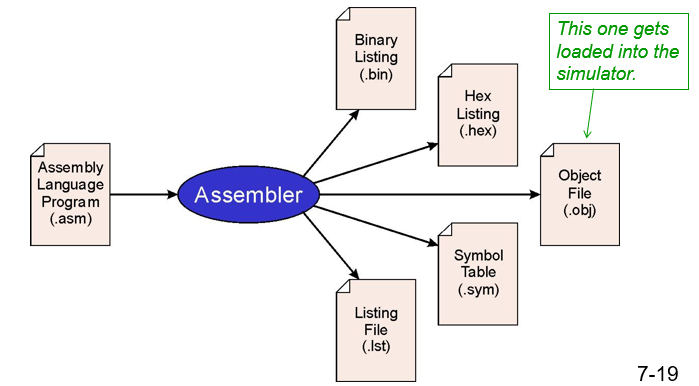 Binary
Listing
(.bin)
This one gets
loaded into the
simulator.
Hex
Listing
(.hex)
Assembly
Language
Program
(.asm)
Assembler
Object
File
(.obj)
Symbol
Table
(.sym)
Listing
File
(.lst)
7-19